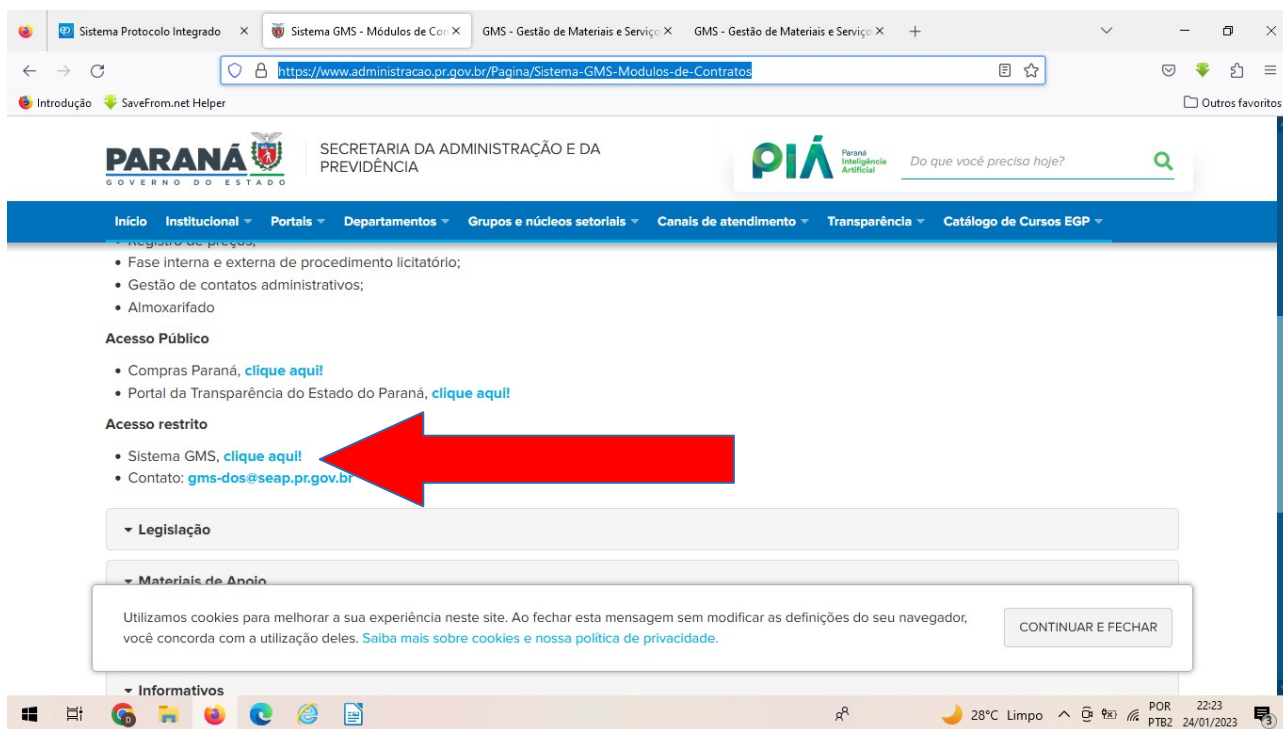 Sistema Protocolo Integrado
Sistema GMS - Módulos de Con
GMS - Gestão de Materiais e Serviço
GMS - Gestão de Materiais e Serviço
https://www.administracao.pr.gov.br/Pagina/Sistema-GMS-Modulos-de-Contratos
Introdução
SaveFrom.net Helper
Outros favoritos
PARANÁ
GOVERNO DO ESTADO
SECRETARIA DA ADMINISTRAÇÃO E DA
PREVIDÊNCIA
PIÁ
Paraná
Inteligência
Artificial
Do que você precisa hoje?
Início Institucional Portais Departamentos Grupos e núcleos setoriais Canais de atendimento Transparência Catálogo de Cursos EGP
• Registro de preços;
• Fase interna e externa de procedimento licitatório;
• Gestão de contatos administrativos;
• Almoxarifado
Acesso Público
• Compras Paraná, clique aqui!
• Portal da Transparência do Estado do Paraná, clique aqui!
Acesso restrito
• Sistema GMS, clique aqui!
• Contato: gms-dos@seap.pr.gov.br
Legislação
Materiais de Apoio
Utilizamos cookies para melhorar a sua experiência neste site. Ao fechar esta mensagem sem modificar as definições do seu navegador,
você concorda com a utilização deles. Saiba mais sobre cookies e nossa política de privacidade.
CONTINUAR E FECHAR
Informativos
28°C Limpo
POR
PTB2
22:23
24/01/2023
3